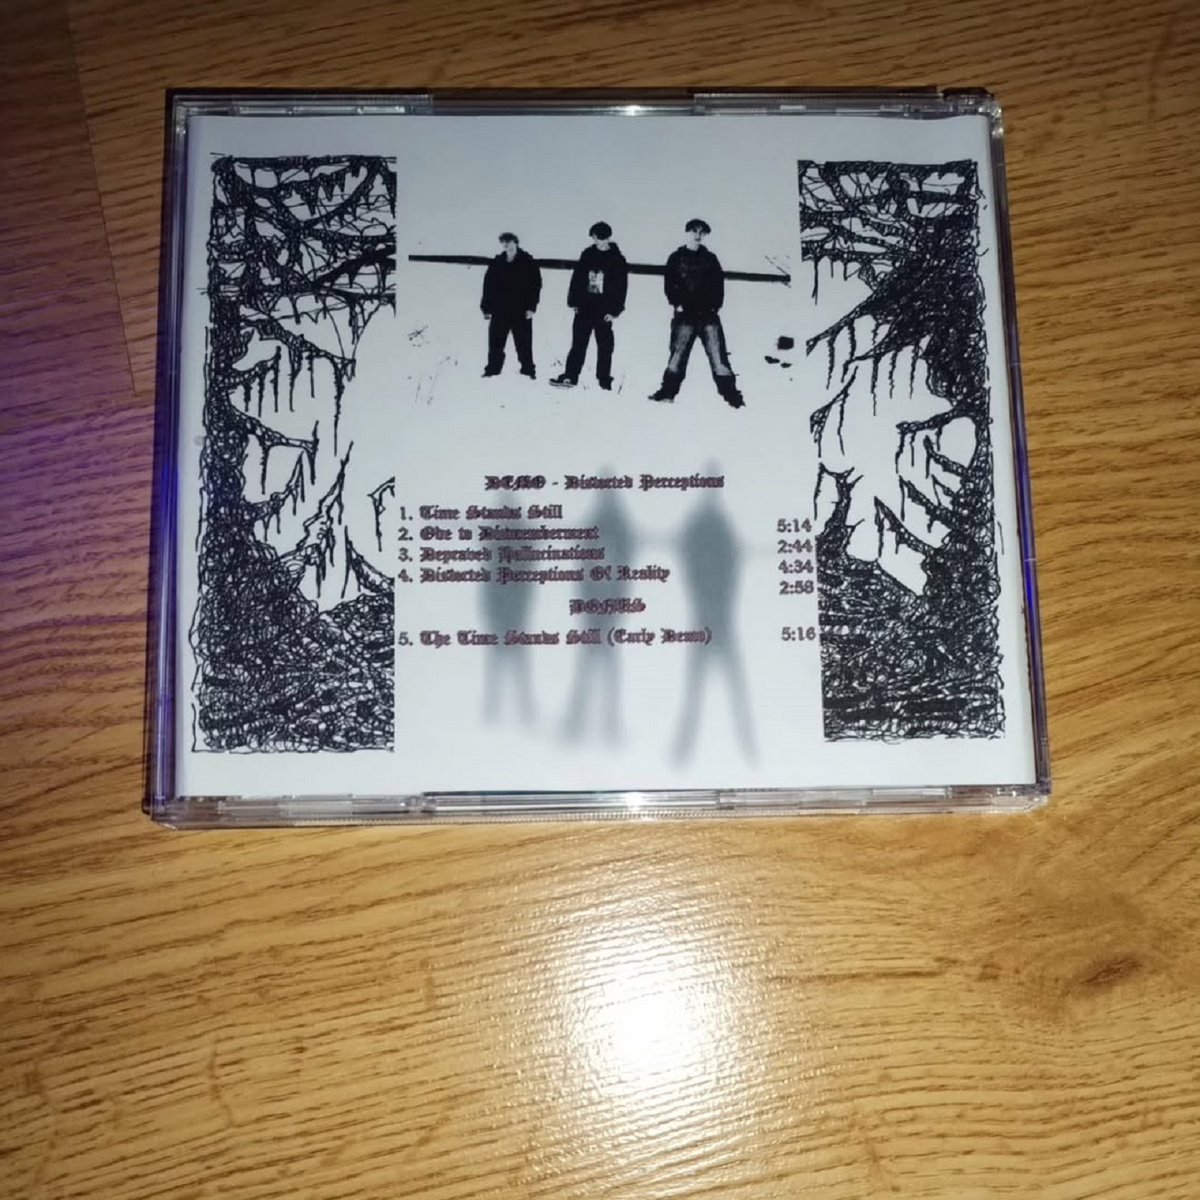 DEMO - Distorted Perceptions
1. Time Stands Still 5:14
2. Ode to Dismemberment 2:44
3. Depraved Hallucinations 4:34
4. Distorted Perceptions Of Reality 2:58
BONUS
5. The Time Stands Still (Early Demo) 5:16